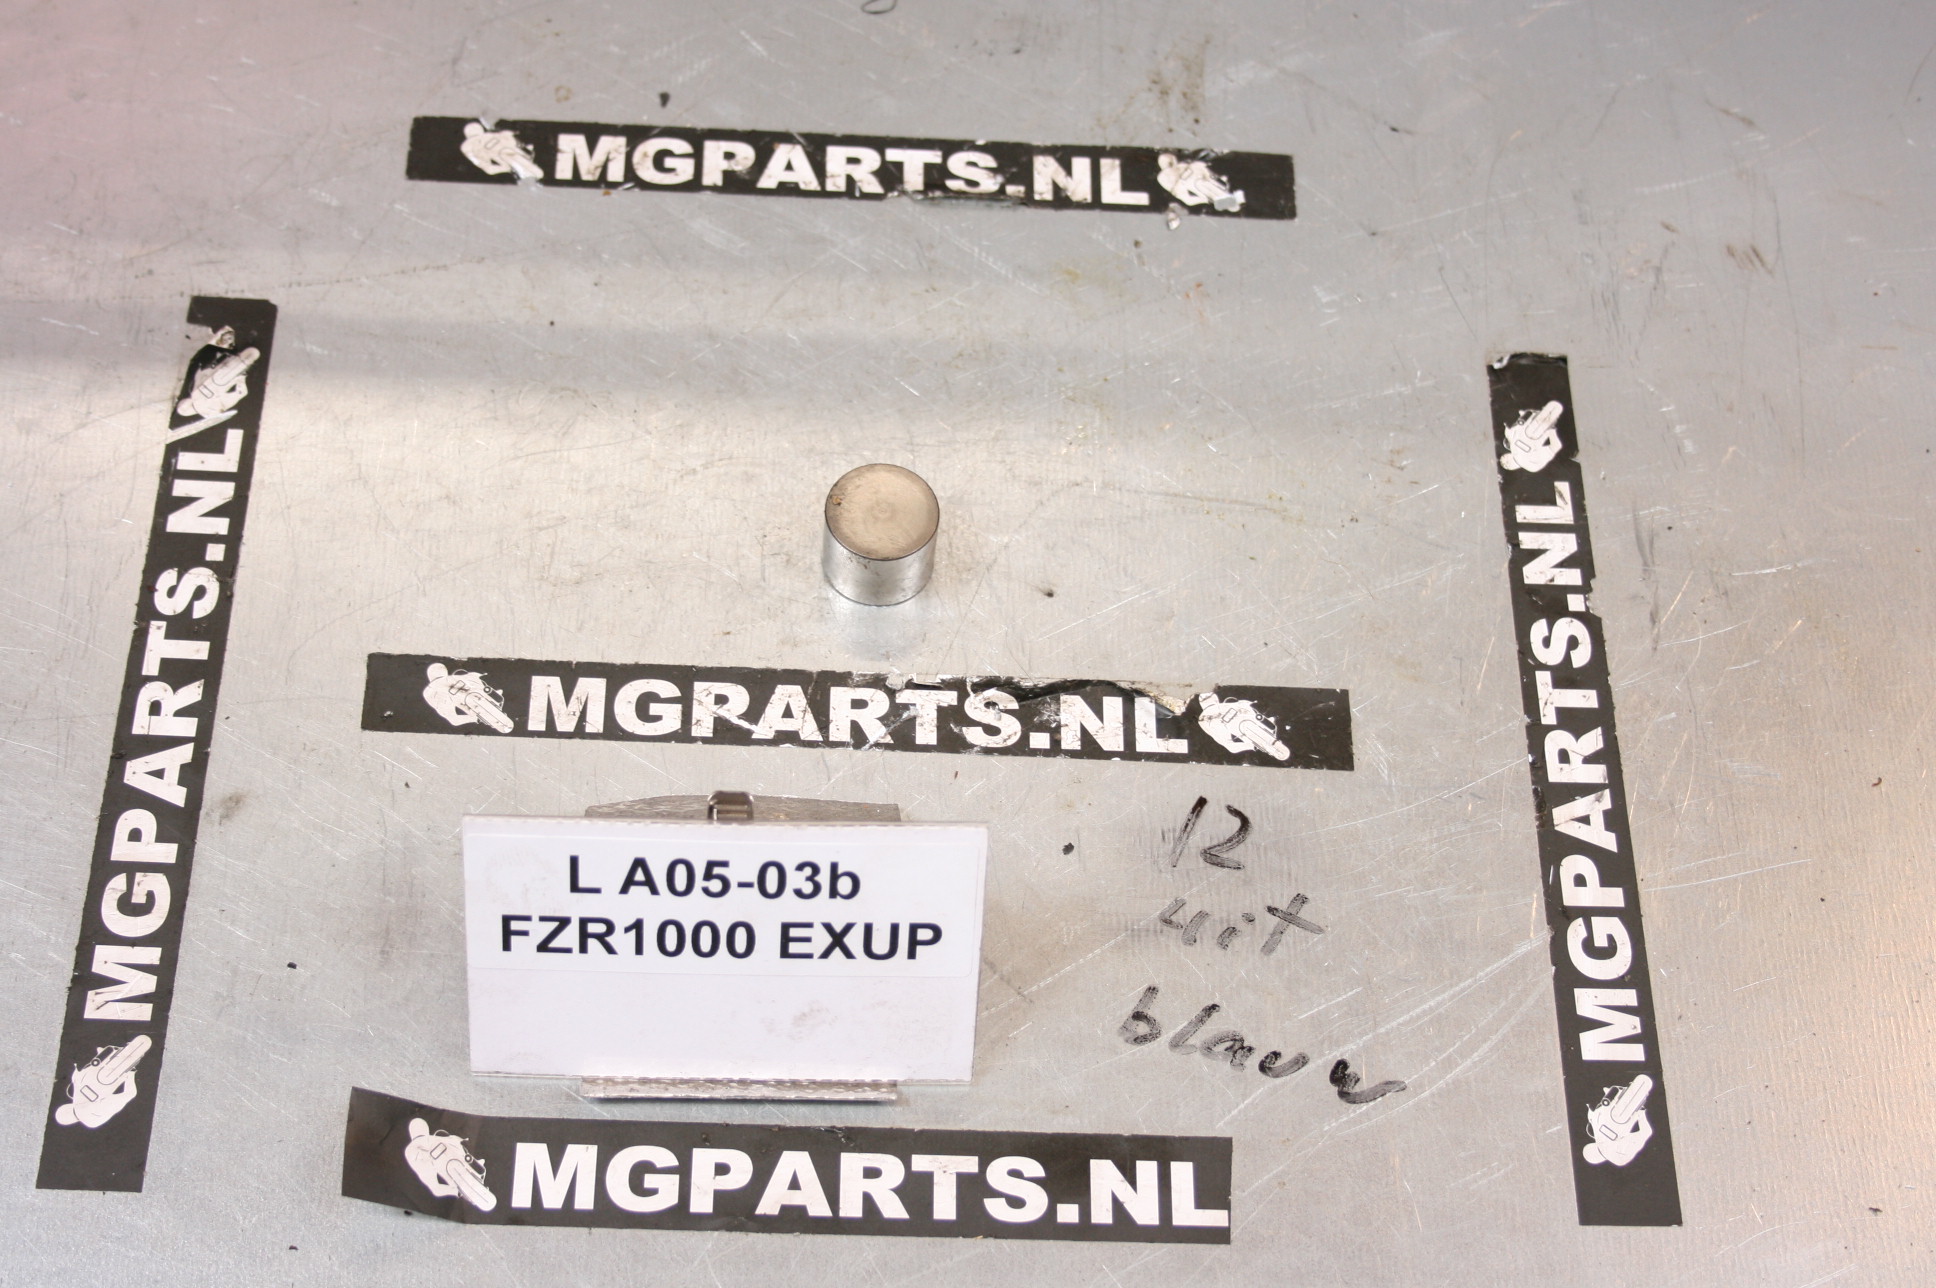 MGPARTS.NL
MGPARTS.NL
MGPARTS.NL
MGPARTS.NL
L A05-03b
FZR1000 EXUP
12
uit
blauw
MGPARTS.NL